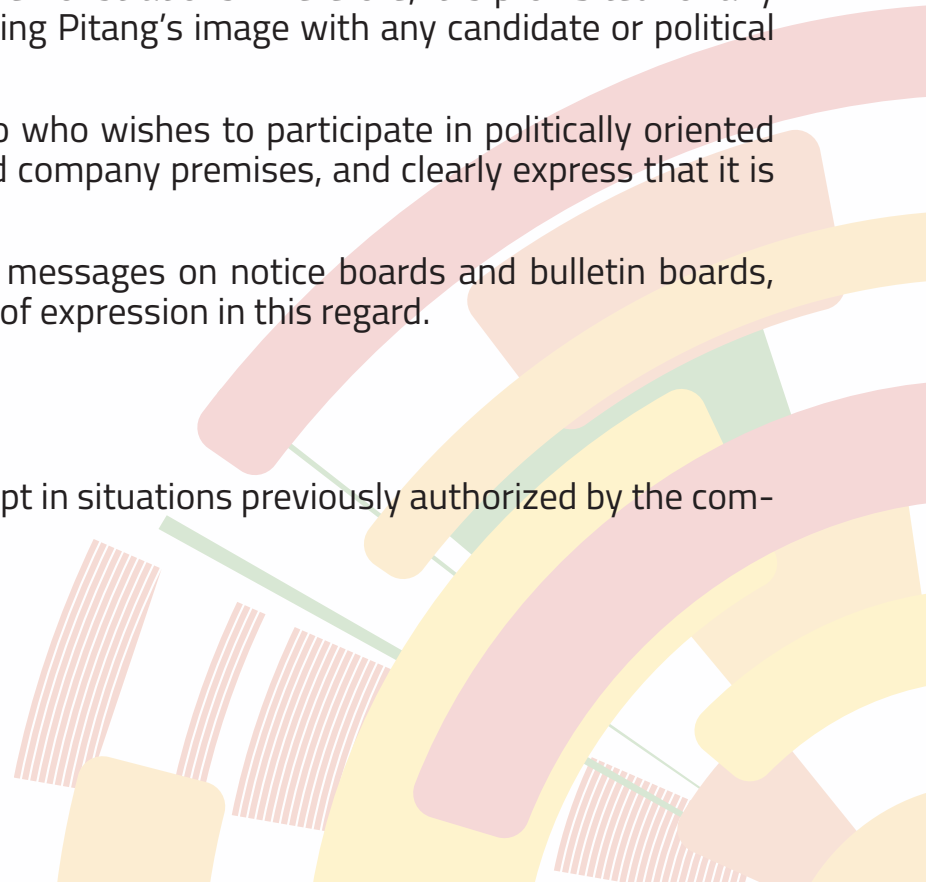 ing Pitang's image with any candidate or political
who wishes to participate in politically oriented
company premises, and clearly express that it is
messages on notice boards and bulletin boards,
of expression in this regard.
pt in situations previously authorized by the com-